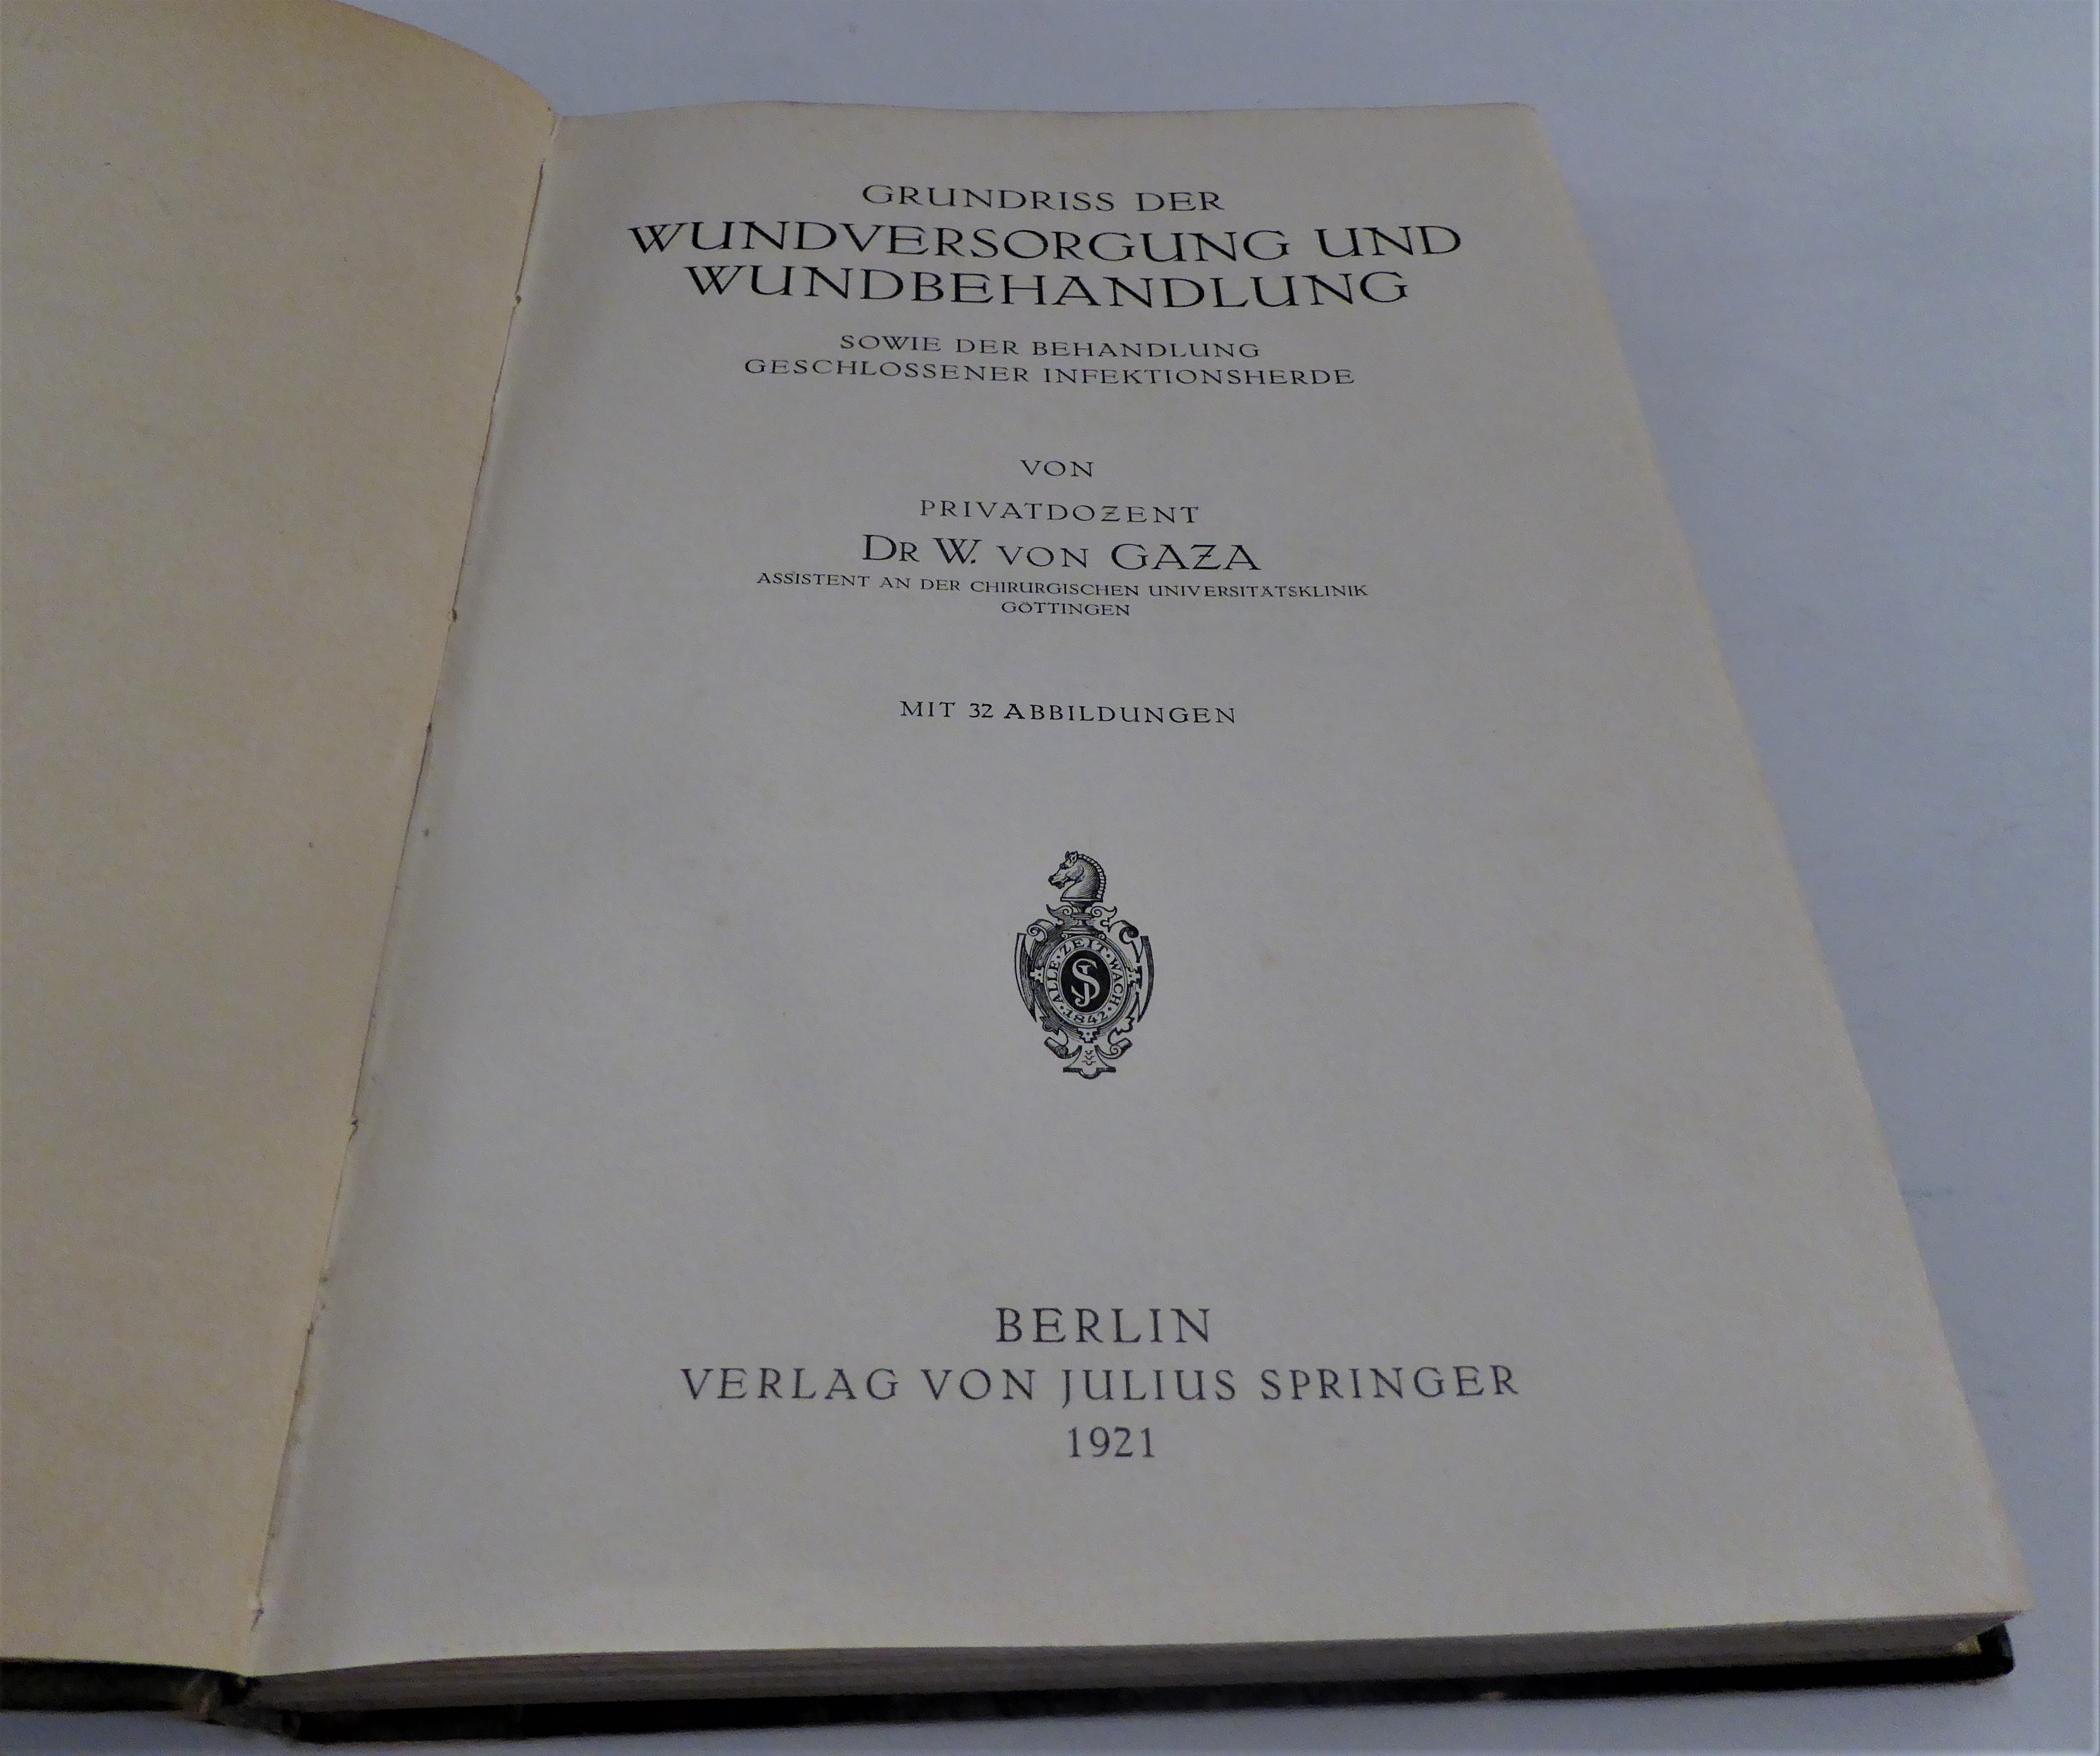 GRUNDRISS DER
WUNDVERSORGUNG UND
WUNDBEHANDLUNG
SOWIE DER BEHANDLUNG
GESCHLOSSENER INFEKTIONSHERDE
VON
PRIVATDOZENT
DR W. VON GAZA
ASSISTENT AN DER CHIRURGISCHEN UNIVERSITÄTSKLINIK
GÖTTINGEN
MIT 32 ABBILDUNGEN
ALLE·ZEIT·WACH·
JS
·1842·
BERLIN
VERLAG VON JULIUS SPRINGER
1921